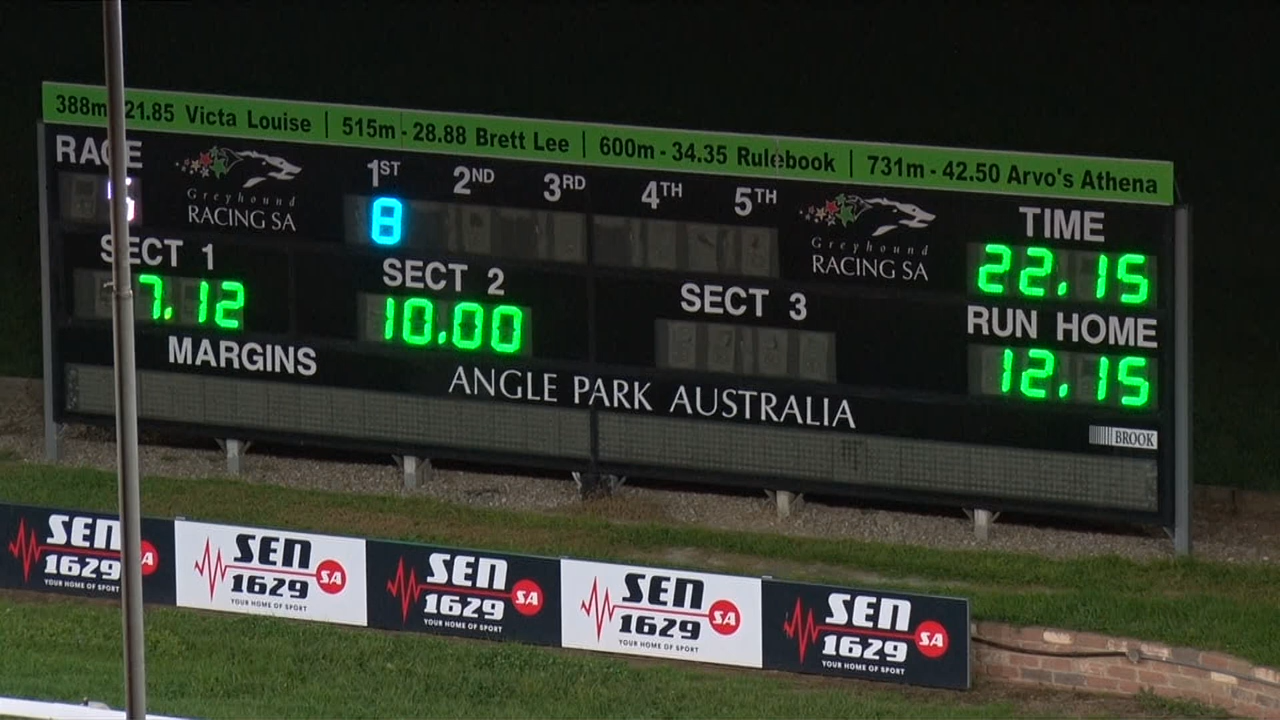 388m 21.85 Victa Louise | 515m - 28.88 Brett Lee | 600m - 34.35 Rulebook | 731m - 42.50 Arvo's Athena
RACE
Greyhound
RACING SA
1ST 2ND 3RD 4TH 5TH
8
Greyhound
RACING SA
TIME
22.15
SECT 1
7.12
SECT 2
10.00
SECT 3
RUN HOME
12.15
MARGINS
ANGLE PARK AUSTRALIA
BROOK
SEN
1629
YOUR HOME OF SPORT
SEN
1629 SA
YOUR HOME OF SPORT
SEN
1629 SA
YOUR HOME OF SPORT
SEN
1629 SA
YOUR HOME OF SPORT
SEN
1629 SA
YOUR HOME OF SPORT